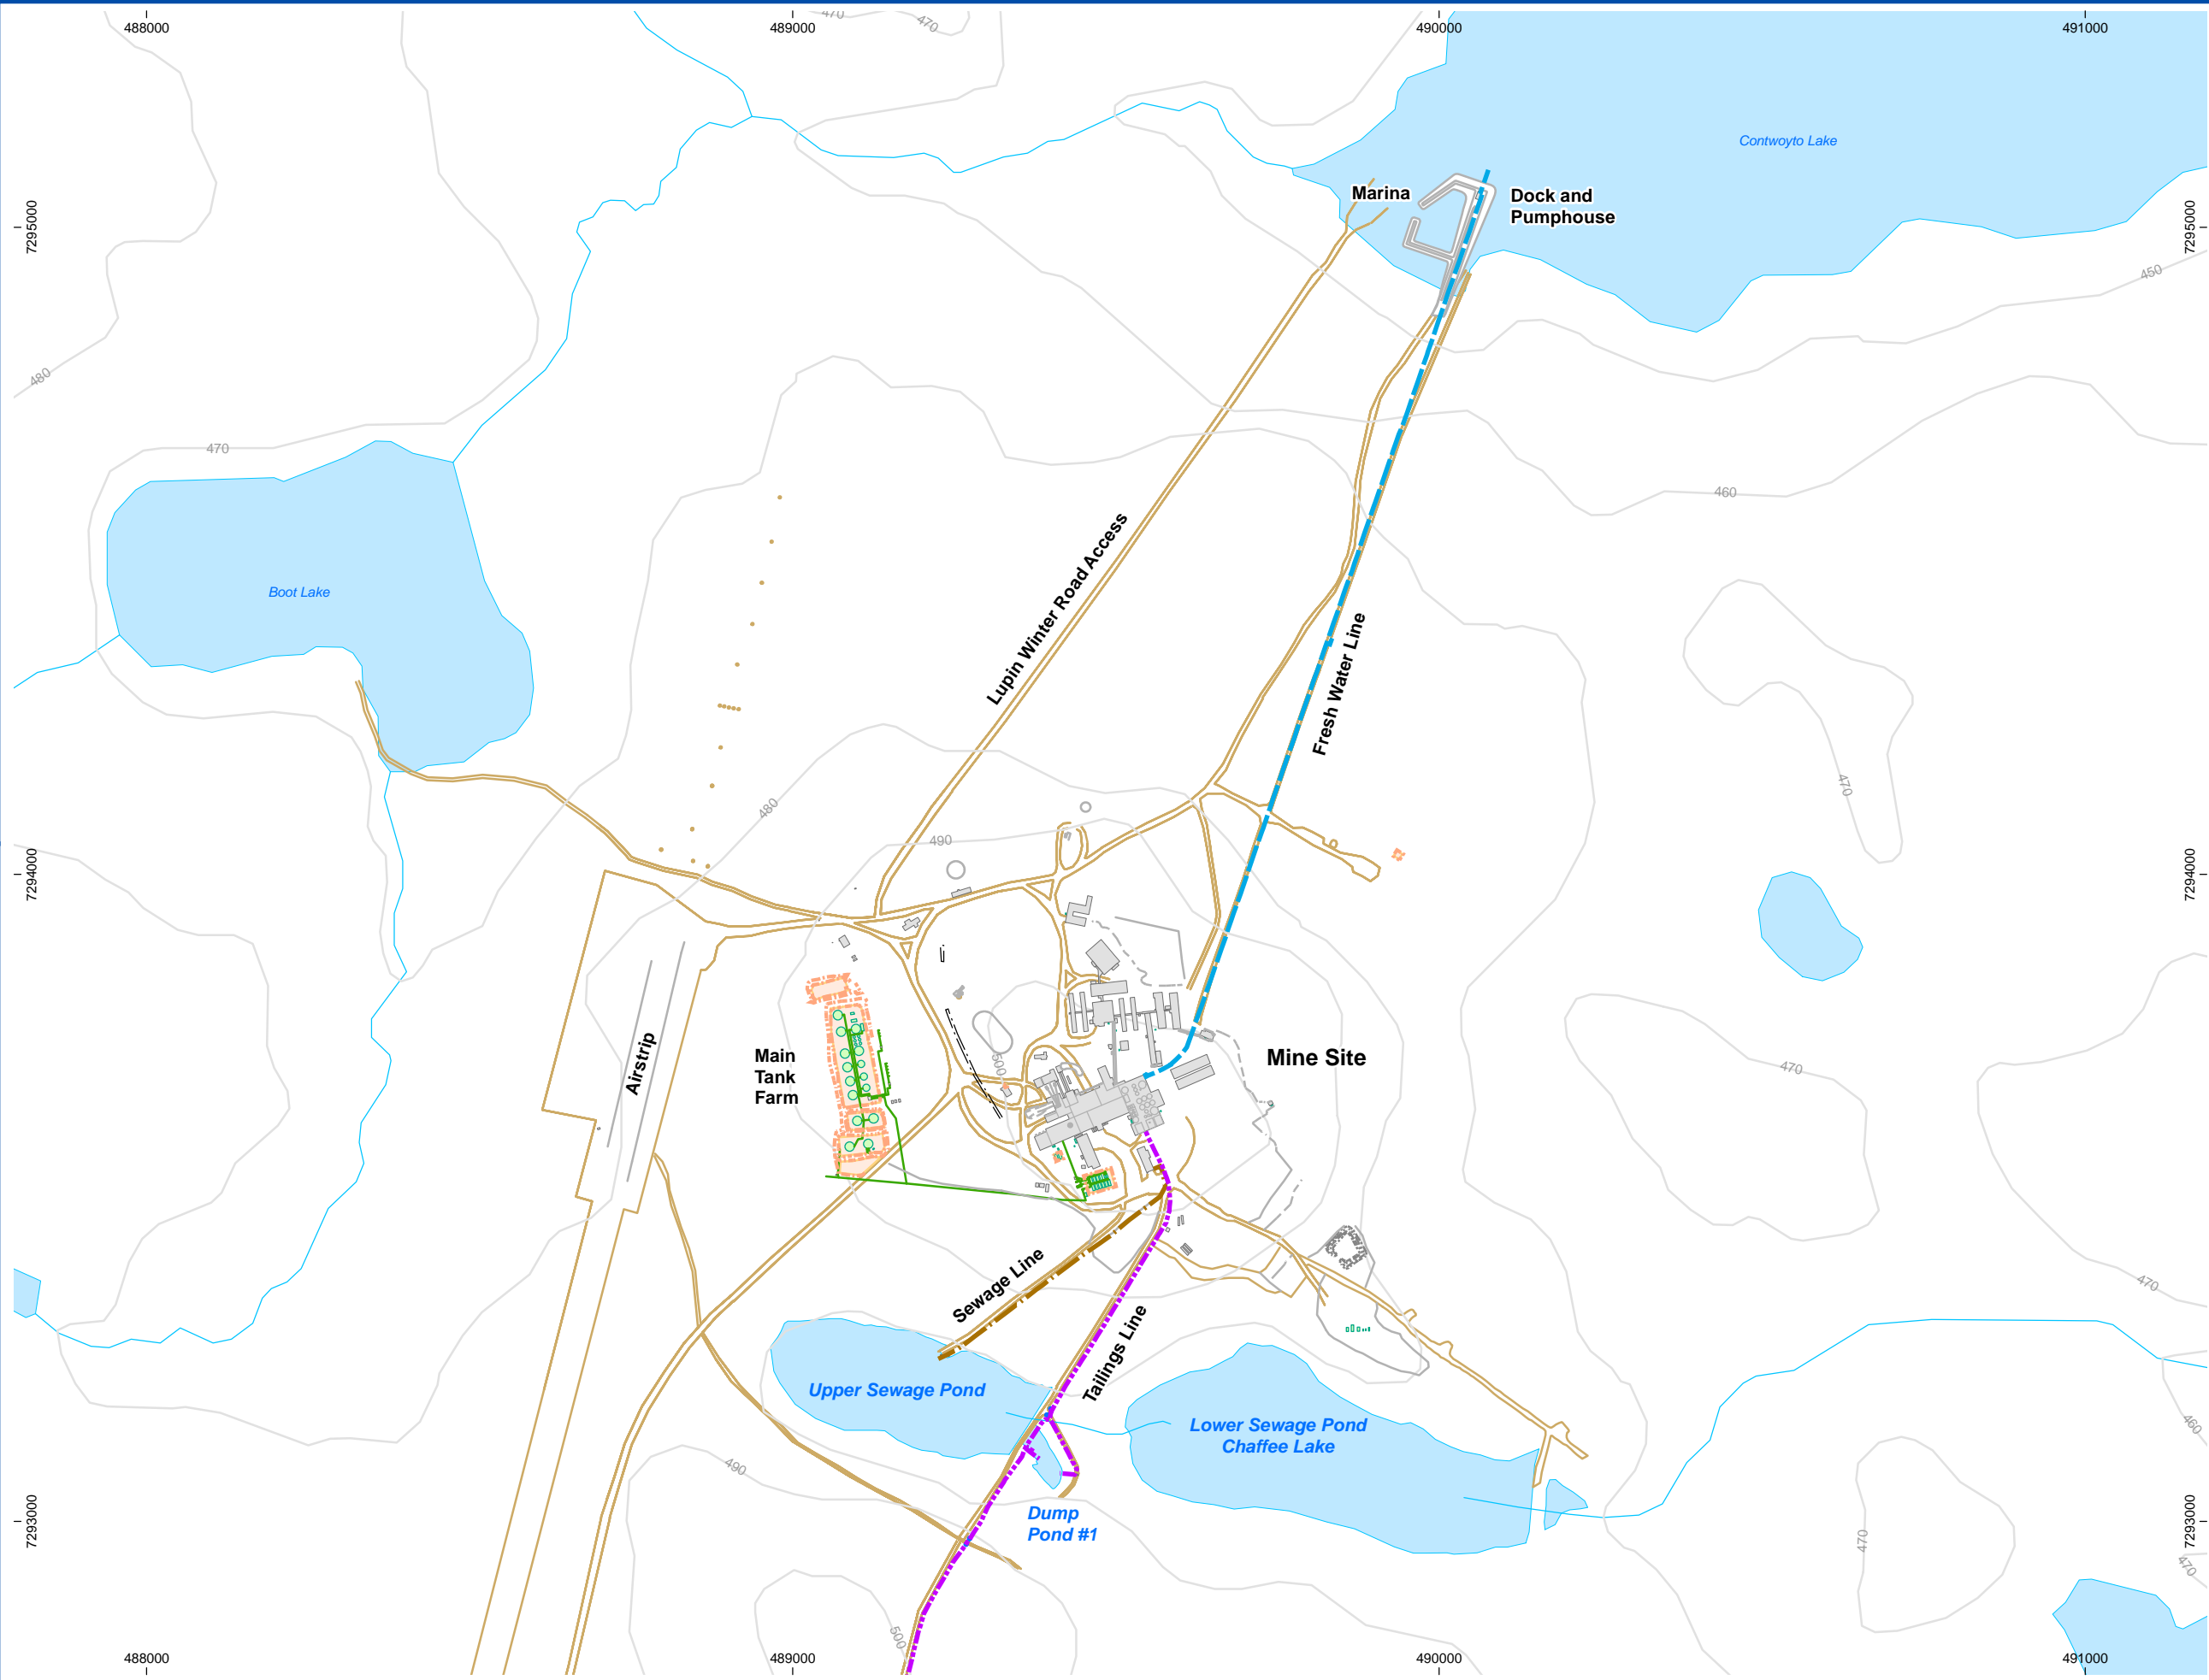 488000
489000
490000
491000
470
470
Contwoyto Lake
Marina
Dock and
Pumphouse
7295000
7295000
450
480
470
460
Lupin Winter Road Access
Boot Lake
Fresh Water Line
480
470
490
7294000
7294000
Airstrip
Main
Tank
Farm
500
Mine Site
470
Sewage Line
470
Tailings Line
Upper Sewage Pond
Lower Sewage Pond
Chaffee Lake
460
490
Dump
Pond #1
7293000
7293000
470
470
500
488000
489000
490000
491000